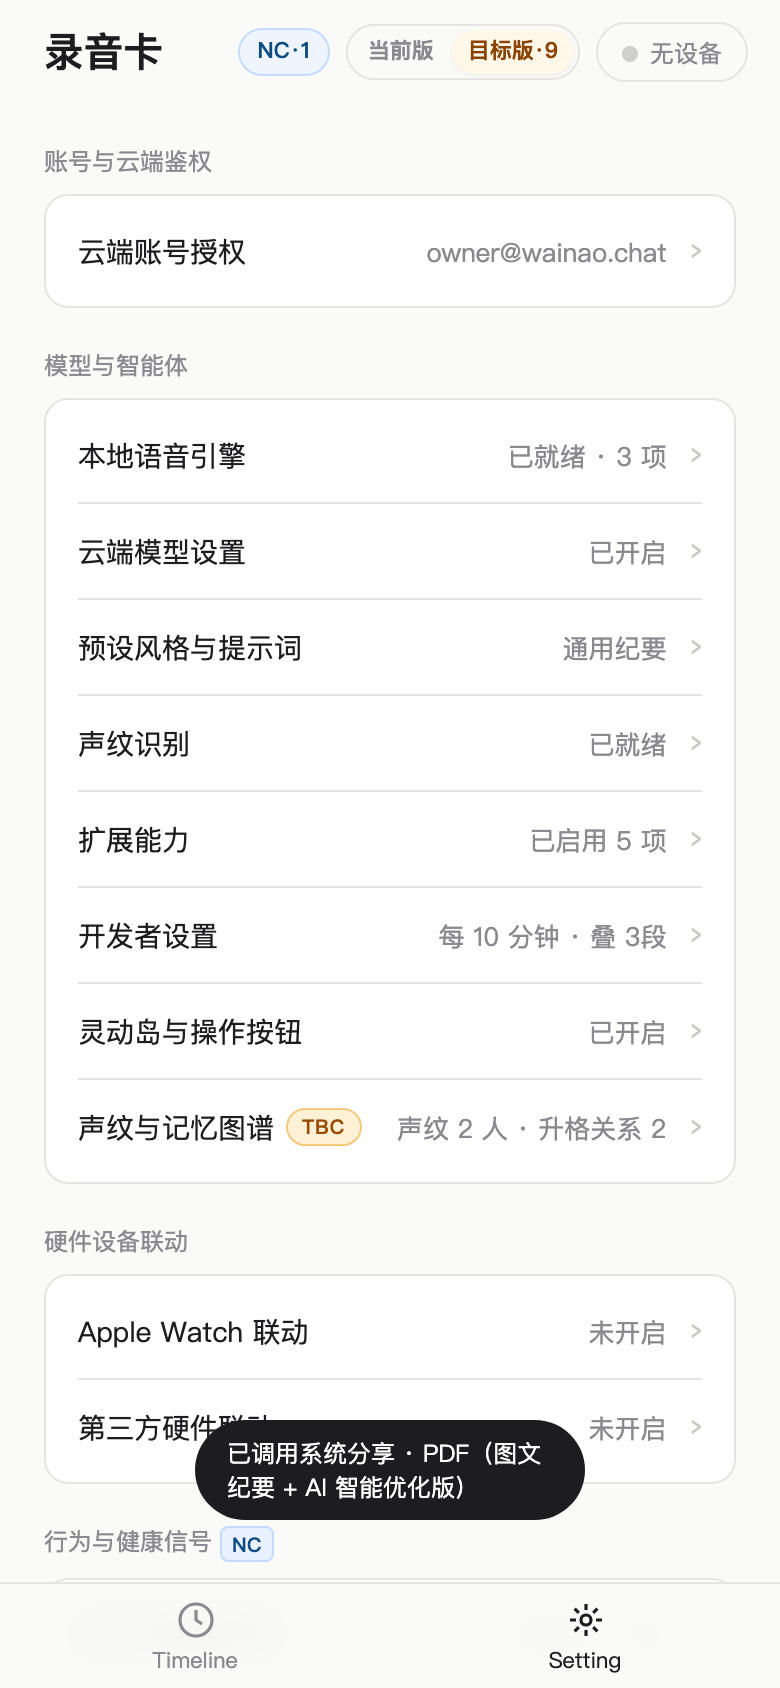 录音卡
NC·1
当前版
目标版·9
无设备
账号与云端鉴权
云端账号授权
owner@wainao.chat
模型与智能体
本地语音引擎
已就绪 · 3 项
云端模型设置
已开启
预设风格与提示词
通用纪要
声纹识别
已就绪
扩展能力
已启用 5 项
开发者设置
每 10 分钟 · 叠 3段
灵动岛与操作按钮
已开启
声纹与记忆图谱
TBC
声纹 2 人 · 升格关系 2
硬件设备联动
Apple Watch 联动
未开启
第三方硬件联动
未开启
已调用系统分享 · PDF（图文
纪要 + AI 智能优化版）
行为与健康信号
NC
Timeline
Setting